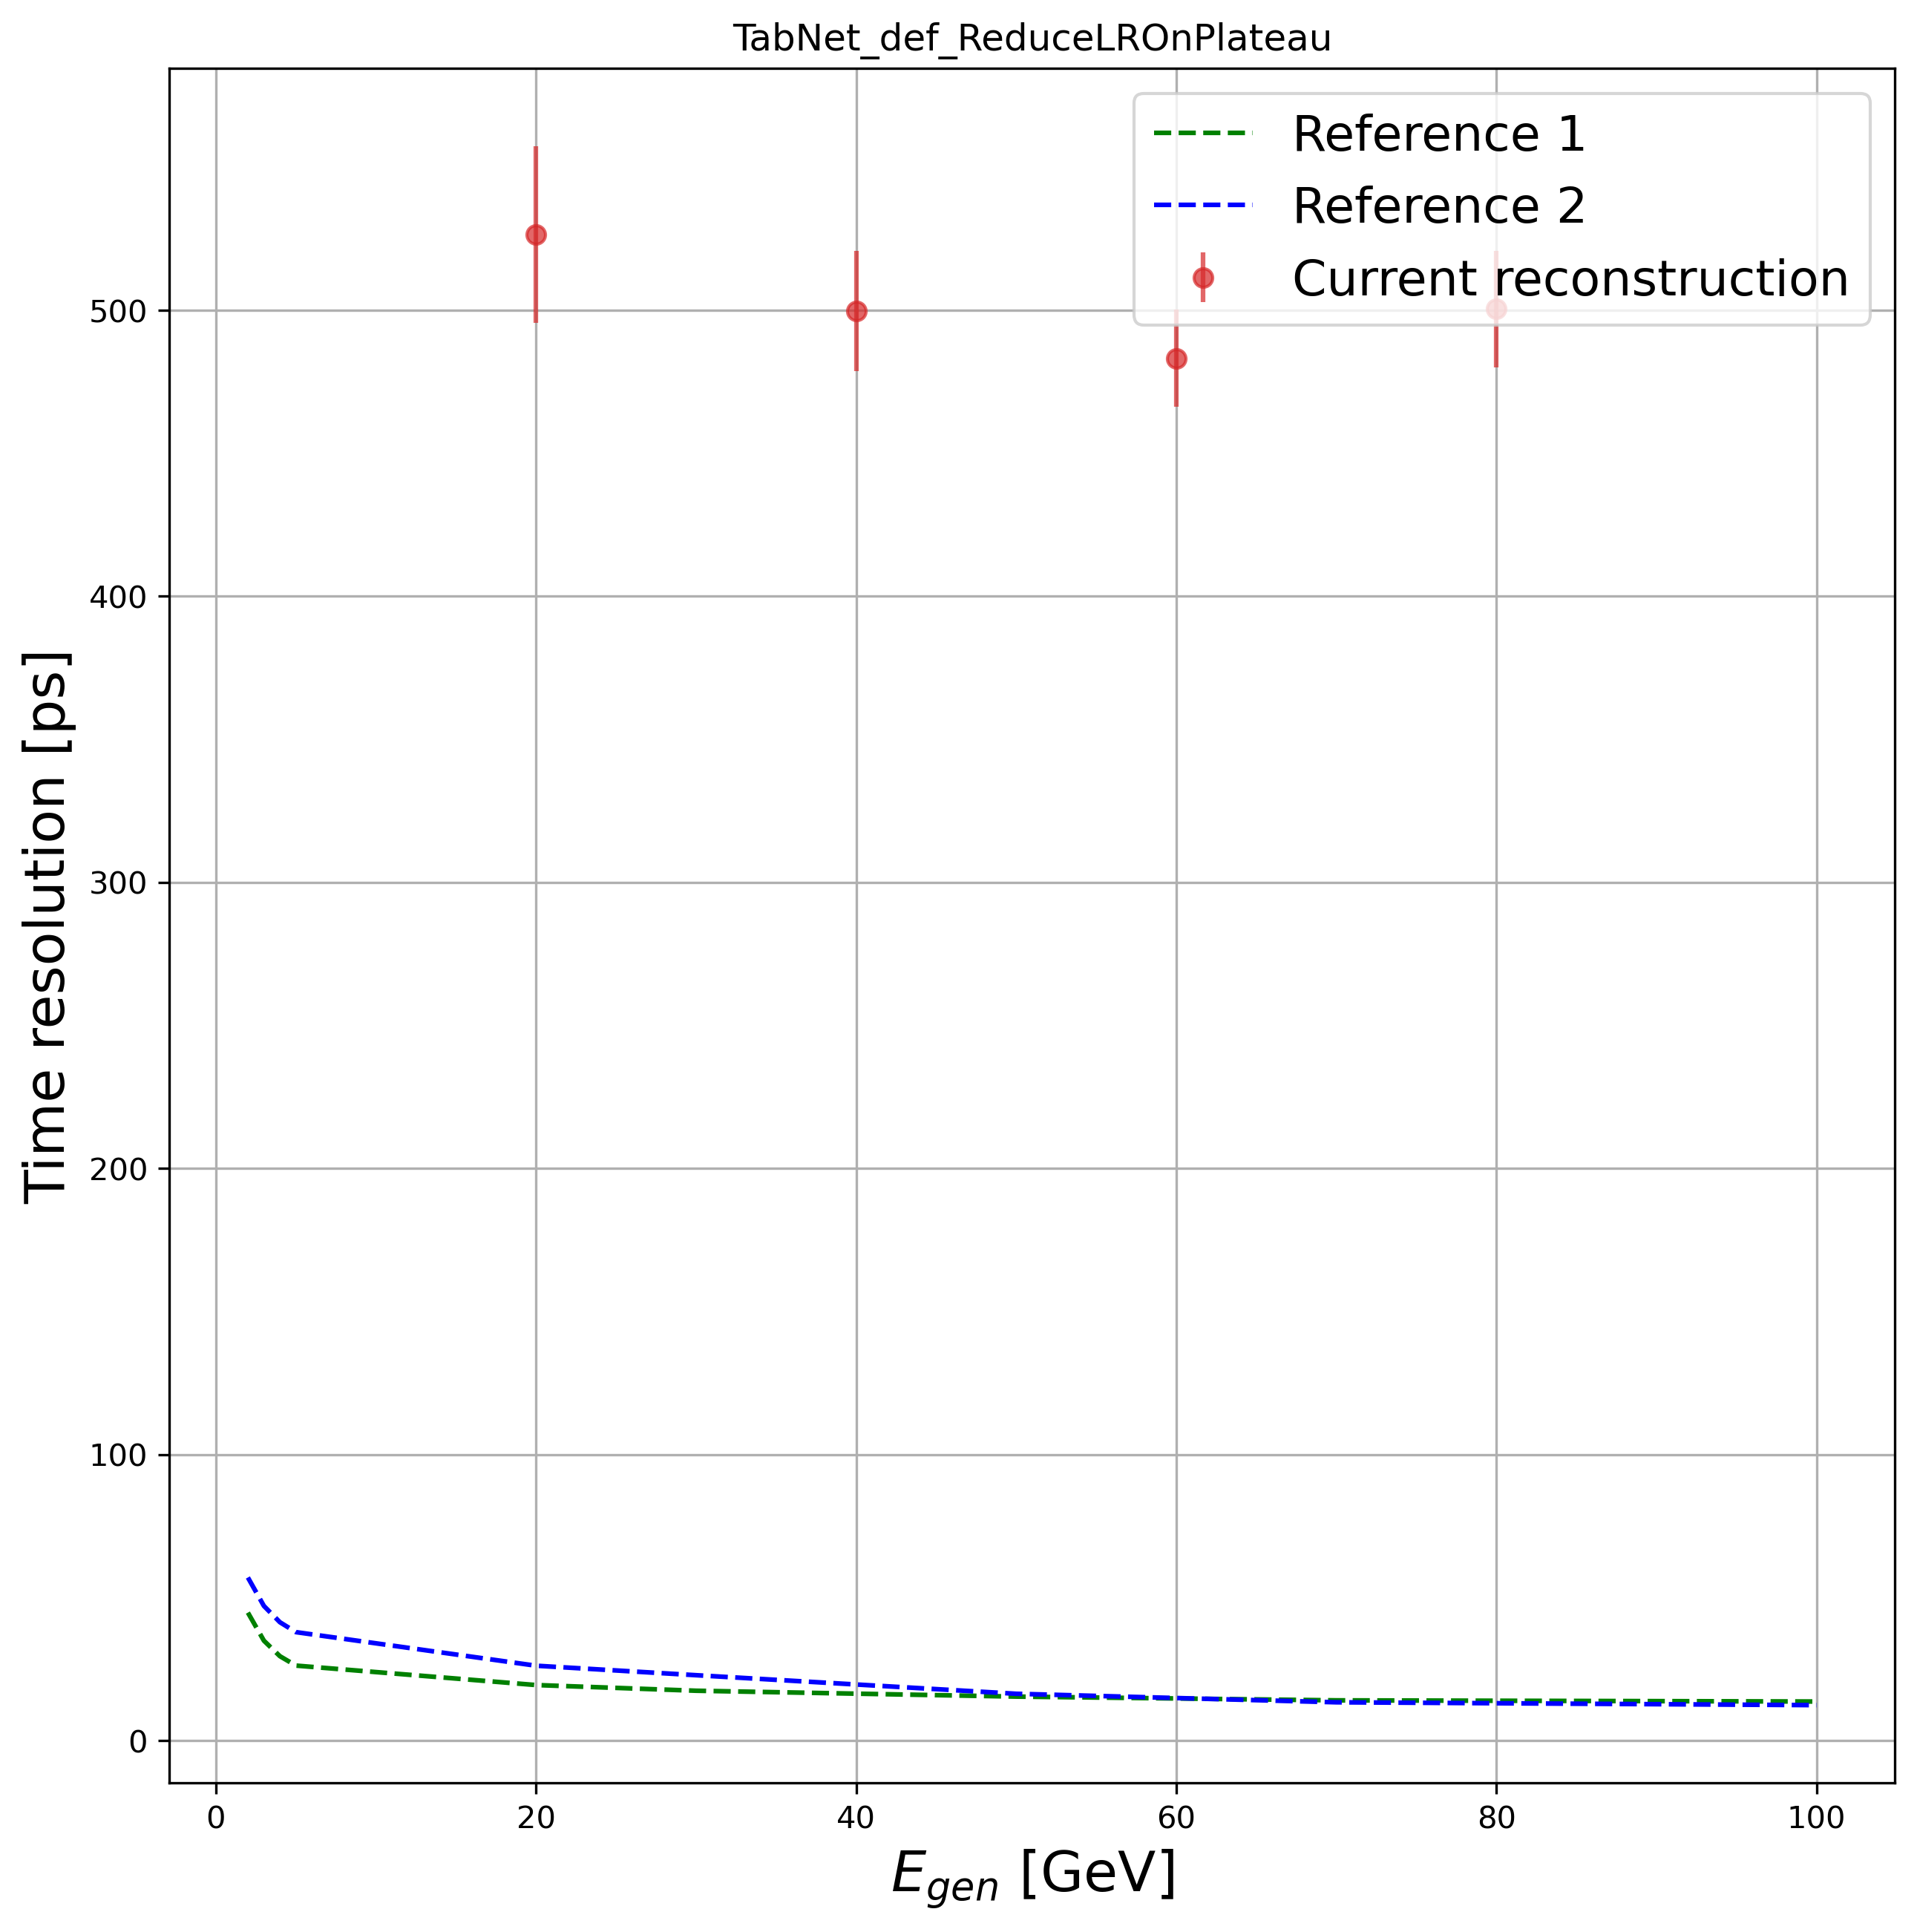 TabNet_def_ReduceLROnPlateau
Reference 1
Reference 2
Current reconstruction
Time resolution [ps]
500
400
300
200
100
0
0 20 40 60 80 100
E_gen [GeV]